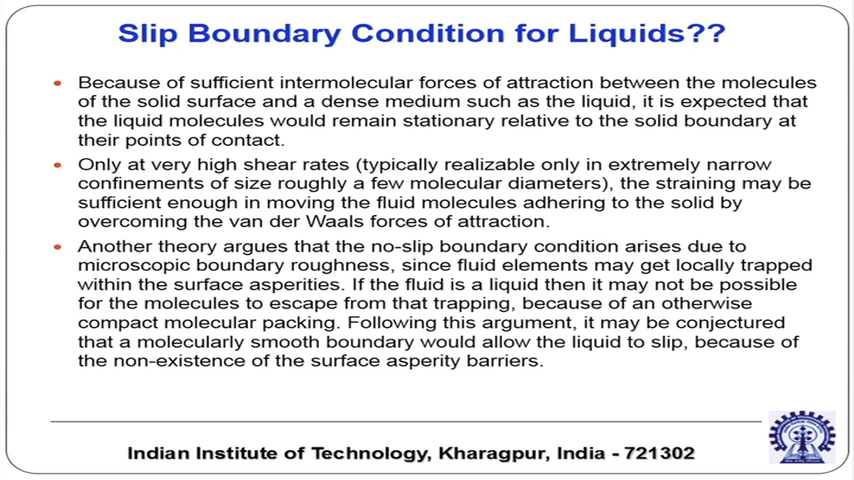 Slip Boundary Condition for Liquids??
• Because of sufficient intermolecular forces of attraction between the molecules
of the solid surface and a dense medium such as the liquid, it is expected that
the liquid molecules would remain stationary relative to the solid boundary at
their points of contact.
• Only at very high shear rates (typically realizable only in extremely narrow
confinements of size roughly a few molecular diameters), the straining may be
sufficient enough in moving the fluid molecules adhering to the solid by
overcoming the van der Waals forces of attraction.
• Another theory argues that the no-slip boundary condition arises due to
microscopic boundary roughness, since fluid elements may get locally trapped
within the surface asperities. If the fluid is a liquid then it may not be possible
for the molecules to escape from that trapping, because of an otherwise
compact molecular packing. Following this argument, it may be conjectured
that a molecularly smooth boundary would allow the liquid to slip, because of
the non-existence of the surface asperity barriers.
Indian Institute of Technology, Kharagpur, India - 721302